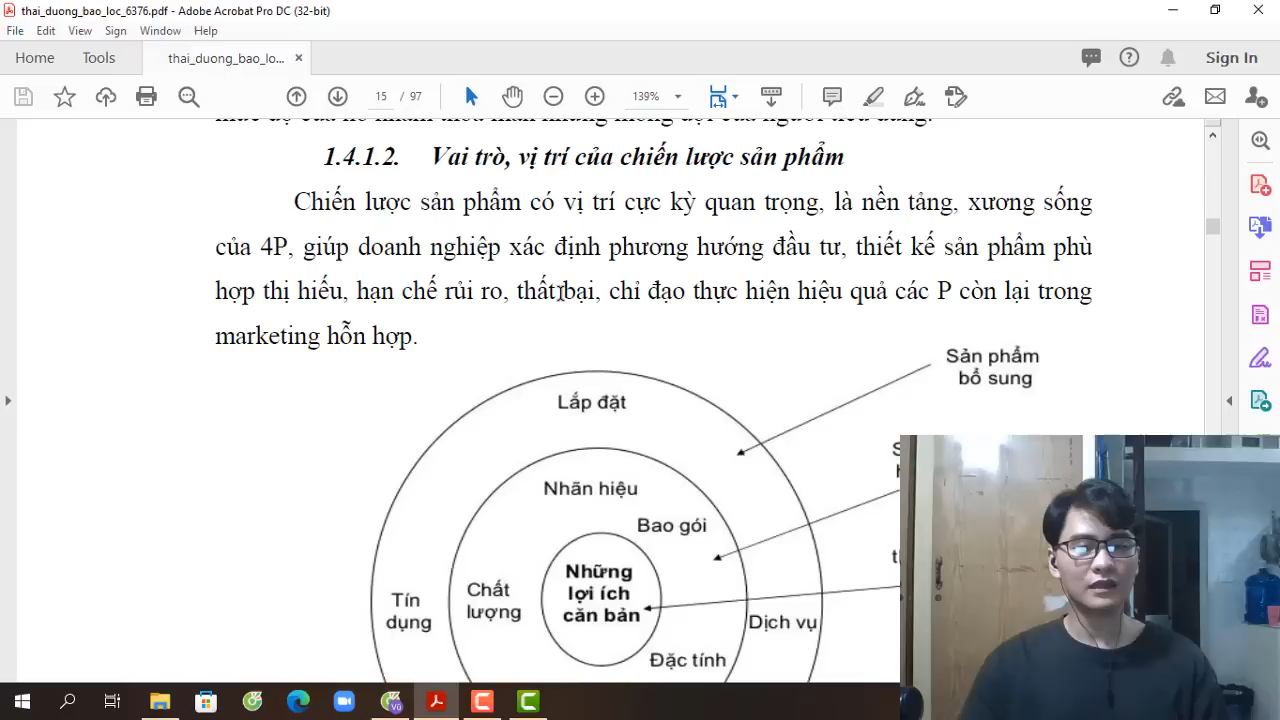 thai_duong_bao_loc_6376.pdf - Adobe Acrobat Pro DC (32-bit)
File Edit View Sign Window Help
Home Tools thai_duong_bao_lo... Sign In
15 / 97 139%
1.4.1.2. Vai trò, vị trí của chiến lược sản phẩm
Chiến lược sản phẩm có vị trí cực kỳ quan trọng, là nền tảng, xương sống
của 4P, giúp doanh nghiệp xác định phương hướng đầu tư, thiết kế sản phẩm phù
hợp thị hiếu, hạn chế rủi ro, thất bại, chỉ đạo thực hiện hiệu quả các P còn lại trong
marketing hỗn hợp.
Sản phẩm
bổ sung
Lắp đặt
Nhãn hiệu
Bao gói
Những
lợi ích
căn bản
Chất
lượng
Tín
dụng
Dịch vụ
Đặc tính